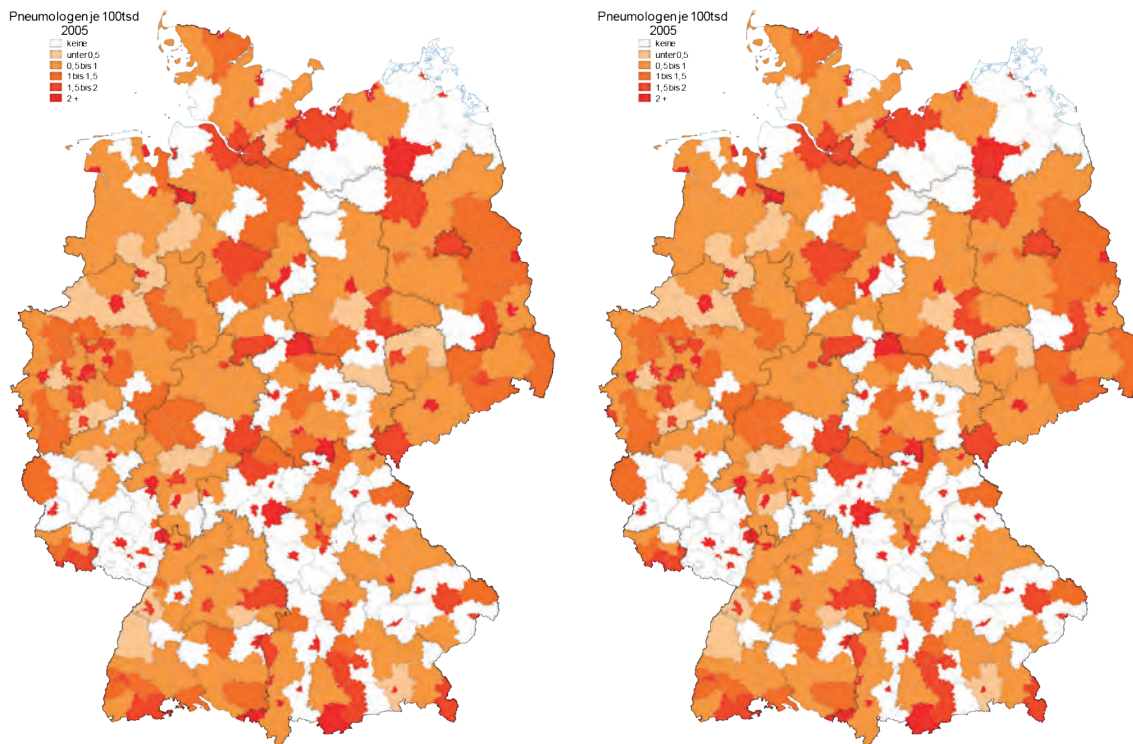 Pneumologen je 100tsd
2005
keine
unter 0,5
0,5 bis 1
1 bis 1,5
1,5 bis 2
2 +
Pneumologen je 100tsd
2005
keine
unter 0,5
0,5 bis 1
1 bis 1,5
1,5 bis 2
2 +